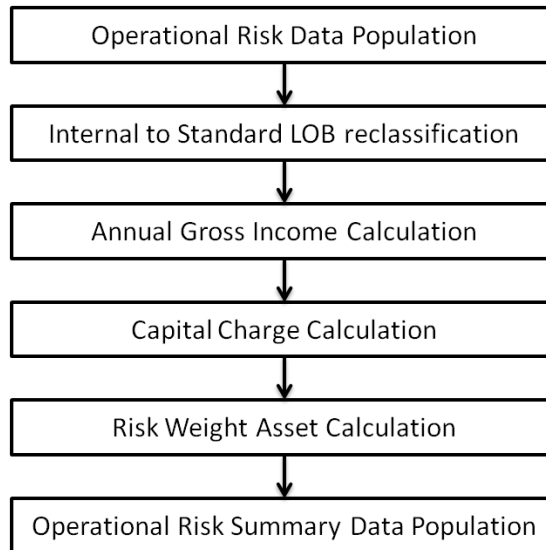 Operational Risk Data Population
Internal to Standard LOB reclassification
Annual Gross Income Calculation
Capital Charge Calculation
Risk Weight Asset Calculation
Operational Risk Summary Data Population